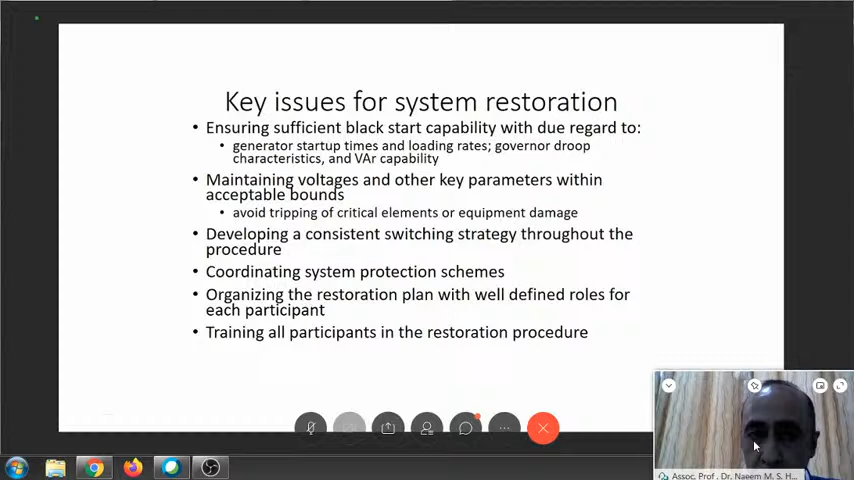 Key issues for system restoration
• Ensuring sufficient black start capability with due regard to:
• generator startup times and loading rates; governor droop
characteristics, and VAr capability
• Maintaining voltages and other key parameters within
acceptable bounds
• avoid tripping of critical elements or equipment damage
• Developing a consistent switching strategy throughout the
procedure
• Coordinating system protection schemes
• Organizing the restoration plan with well defined roles for
each participant
• Training all participants in the restoration procedure
Assoc. Prof . Dr. Naeem M. S. H...